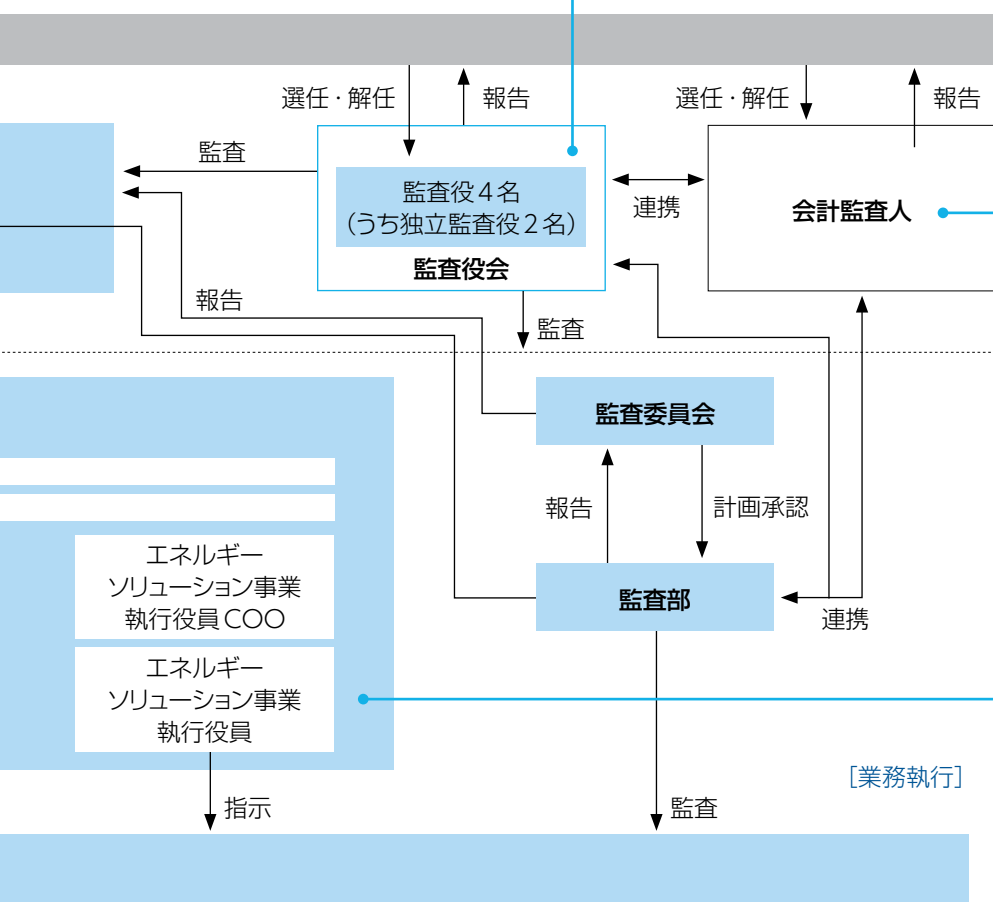 選任・解任
報告
選任・解任
報告
監査
監査役4名
(うち独立監査役2名)
監査役会
連携
会計監査人
報告
監査
監査委員会
報告
計画承認
エネルギー
ソリューション事業
執行役員COO
監査部
連携
エネルギー
ソリューション事業
執行役員
[業務執行]
指示
監査